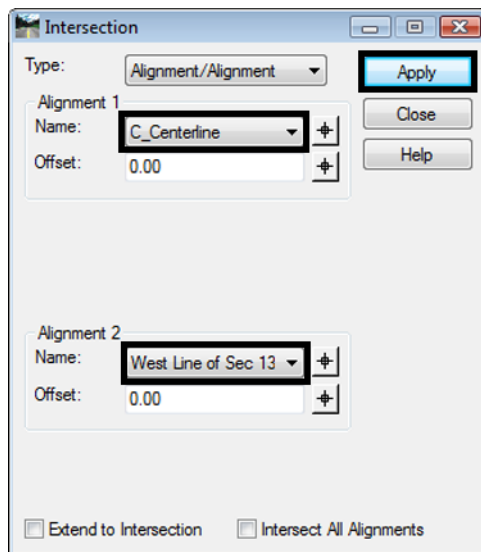 Intersection
Type: Alignment/Alignment Apply
Alignment 1 Close
Name: C_Centerline Help
Offset: 0.00
Alignment 2
Name: West Line of Sec 13
Offset: 0.00
Extend to Intersection Intersect All Alignments